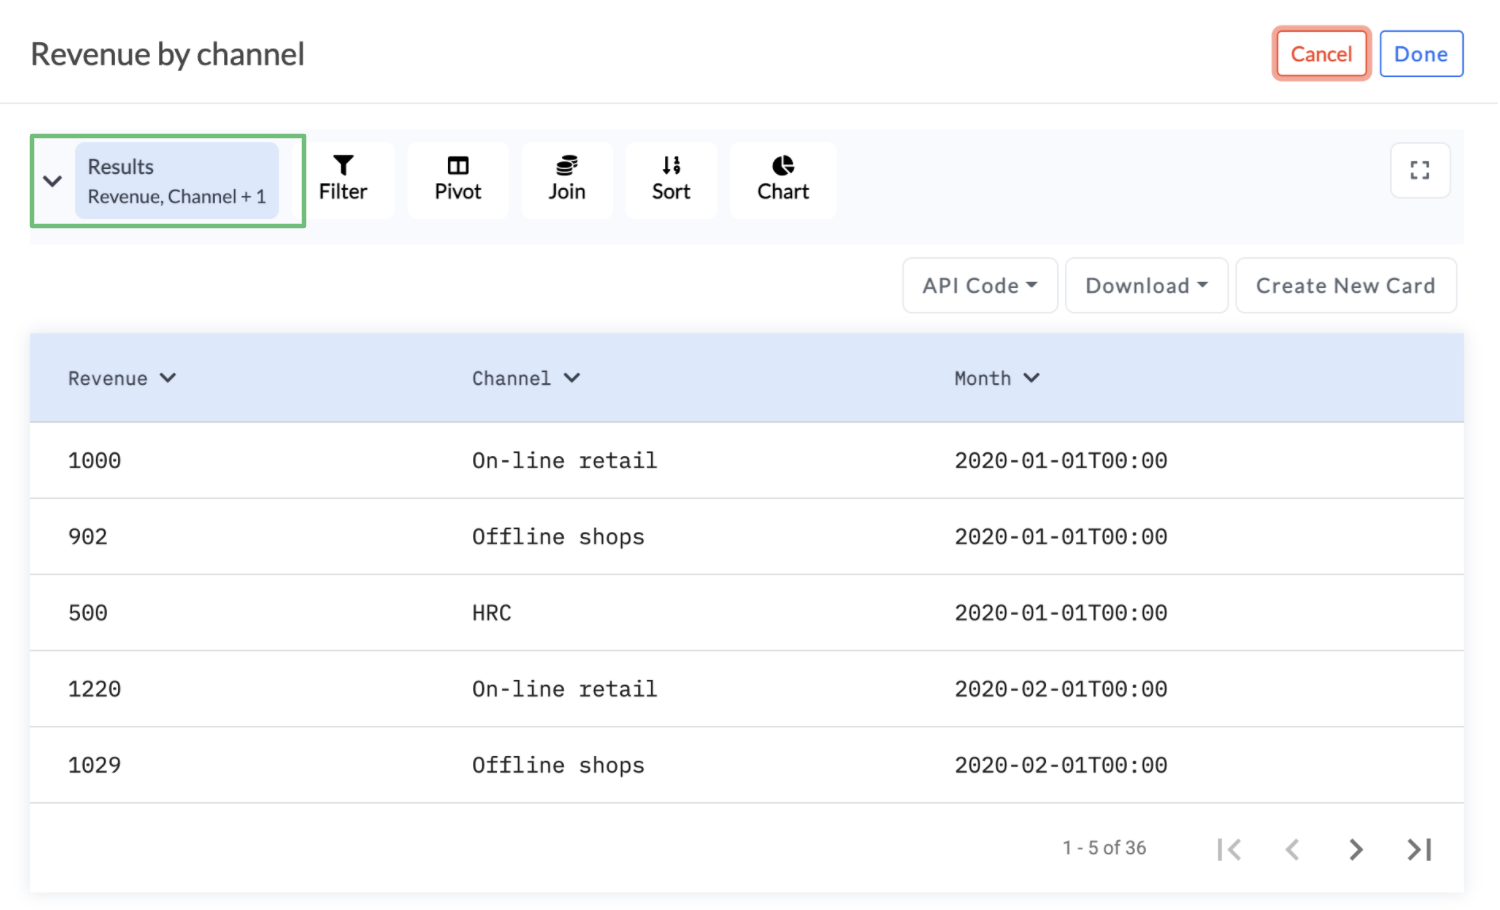 Revenue by channel
Cancel
Done
Results
Revenue, Channel + 1
Filter
Pivot
Join
Sort
Chart
API Code
Download
Create New Card
Revenue Channel Month
1000 On-line retail 2020-01-01T00:00
902 Offline shops 2020-01-01T00:00
500 HRC 2020-01-01T00:00
1220 On-line retail 2020-02-01T00:00
1029 Offline shops 2020-02-01T00:00
1 - 5 of 36